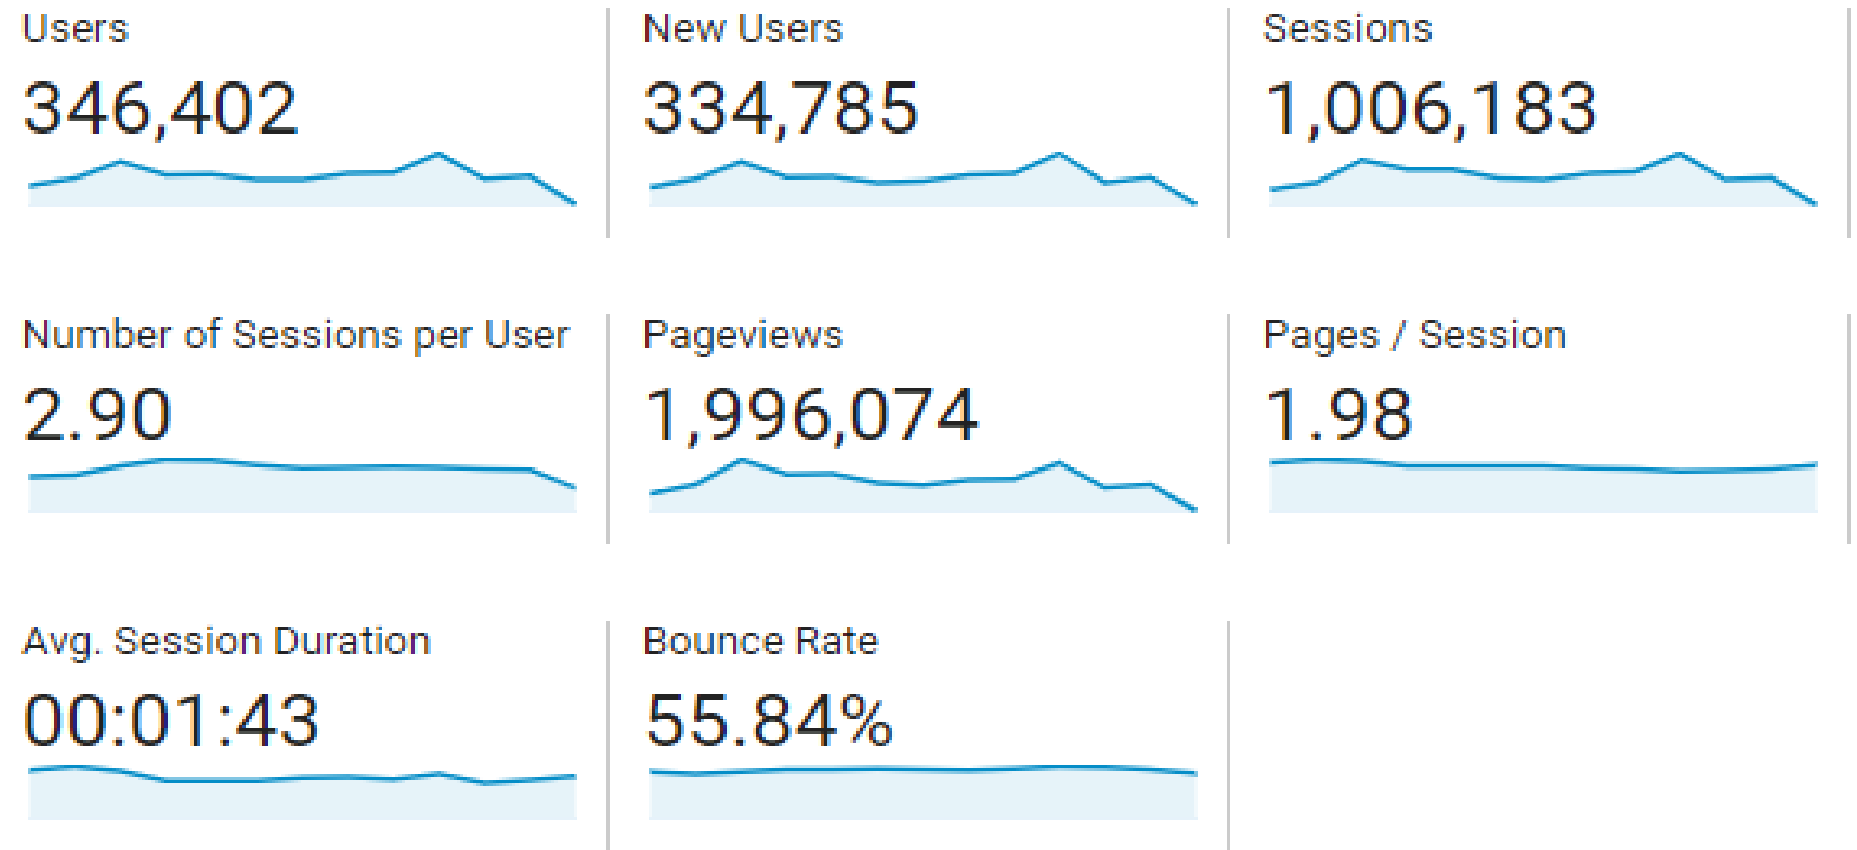 Users
New Users
Sessions
346,402
334,785
1,006,183
Number of Sessions per User
Pageviews
Pages / Session
2.90
1,996,074
1.98
Avg. Session Duration
Bounce Rate
00:01:43
55.84%